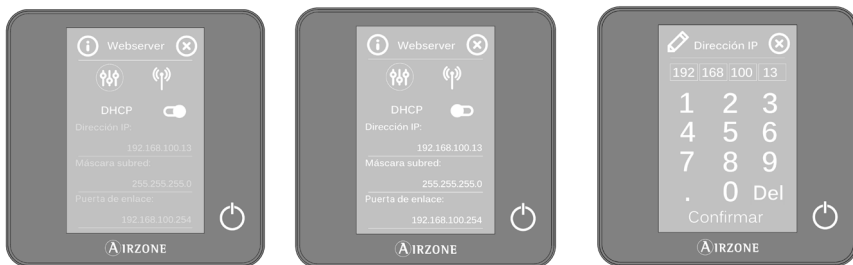 Webserver
DHCP
Dirección IP
192.168.100.13
Máscara subred:
255.255.255.0
Puerta de enlace:
192.168.100.254
AIRZONE
Webserver
DHCP
Dirección IP:
192.168.100.13
Máscara subred:
255.255.255.0
Puerta de enlace:
192.168.100.254
AIRZONE
Dirección IP
192 168 100 13
1 2 3
4 5 6
7 8 9
. 0 Del
Confirmar
AIRZONE